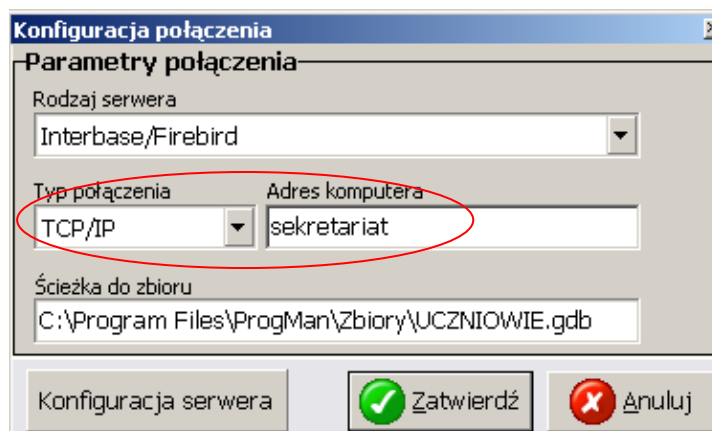 Konfiguracja połączenia
Parametry połączenia
Rodzaj serwera
Interbase/Firebird
Typ połączenia Adres komputera
TCP/IP sekretariat
Ścieżka do zbioru
C:\Program Files\ProgMan\Zbiory\UCZNIOWIE.gdb
Konfiguracja serwera Zatwierdź Anuluj